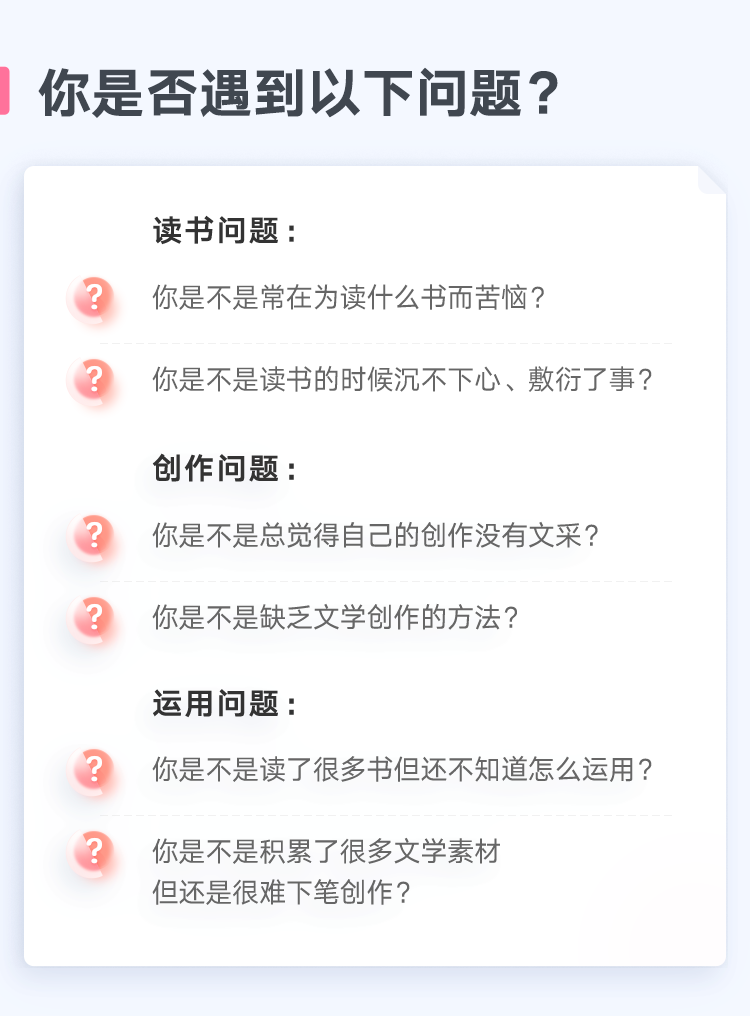 你是否遇到以下问题？
读书问题：
?
你是不是常在为读什么书而苦恼？
?
你是不是读书的时候沉不下心、敷衍了事？
创作问题：
?
你是不是总觉得自己的创作没有文采？
?
你是不是缺乏文学创作的方法？
运用问题：
?
你是不是读了很多书但还不知道怎么运用？
?
你是不是积累了很多文学素材
但还是很难下笔创作？